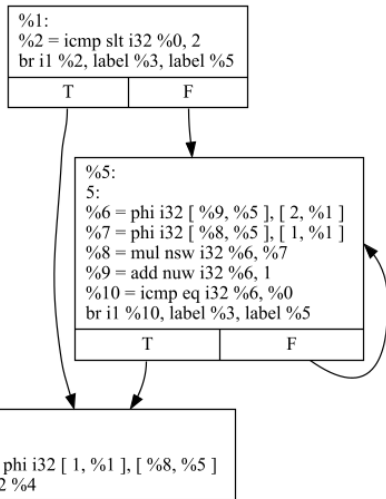 %1:
%2 = icmp slt i32 %0, 2
br i1 %2, label %3, label %5
T F
%5:
5:
%6 = phi i32 [ %9, %5 ], [ 2, %1 ]
%7 = phi i32 [ %8, %5 ], [ 1, %1 ]
%8 = mul nsw i32 %6, %7
%9 = add nuw i32 %6, 1
%10 = icmp eq i32 %6, %0
br i1 %10, label %3, label %5
T F
phi i32 [ 1, %1 ], [ %8, %5 ]
2 %4